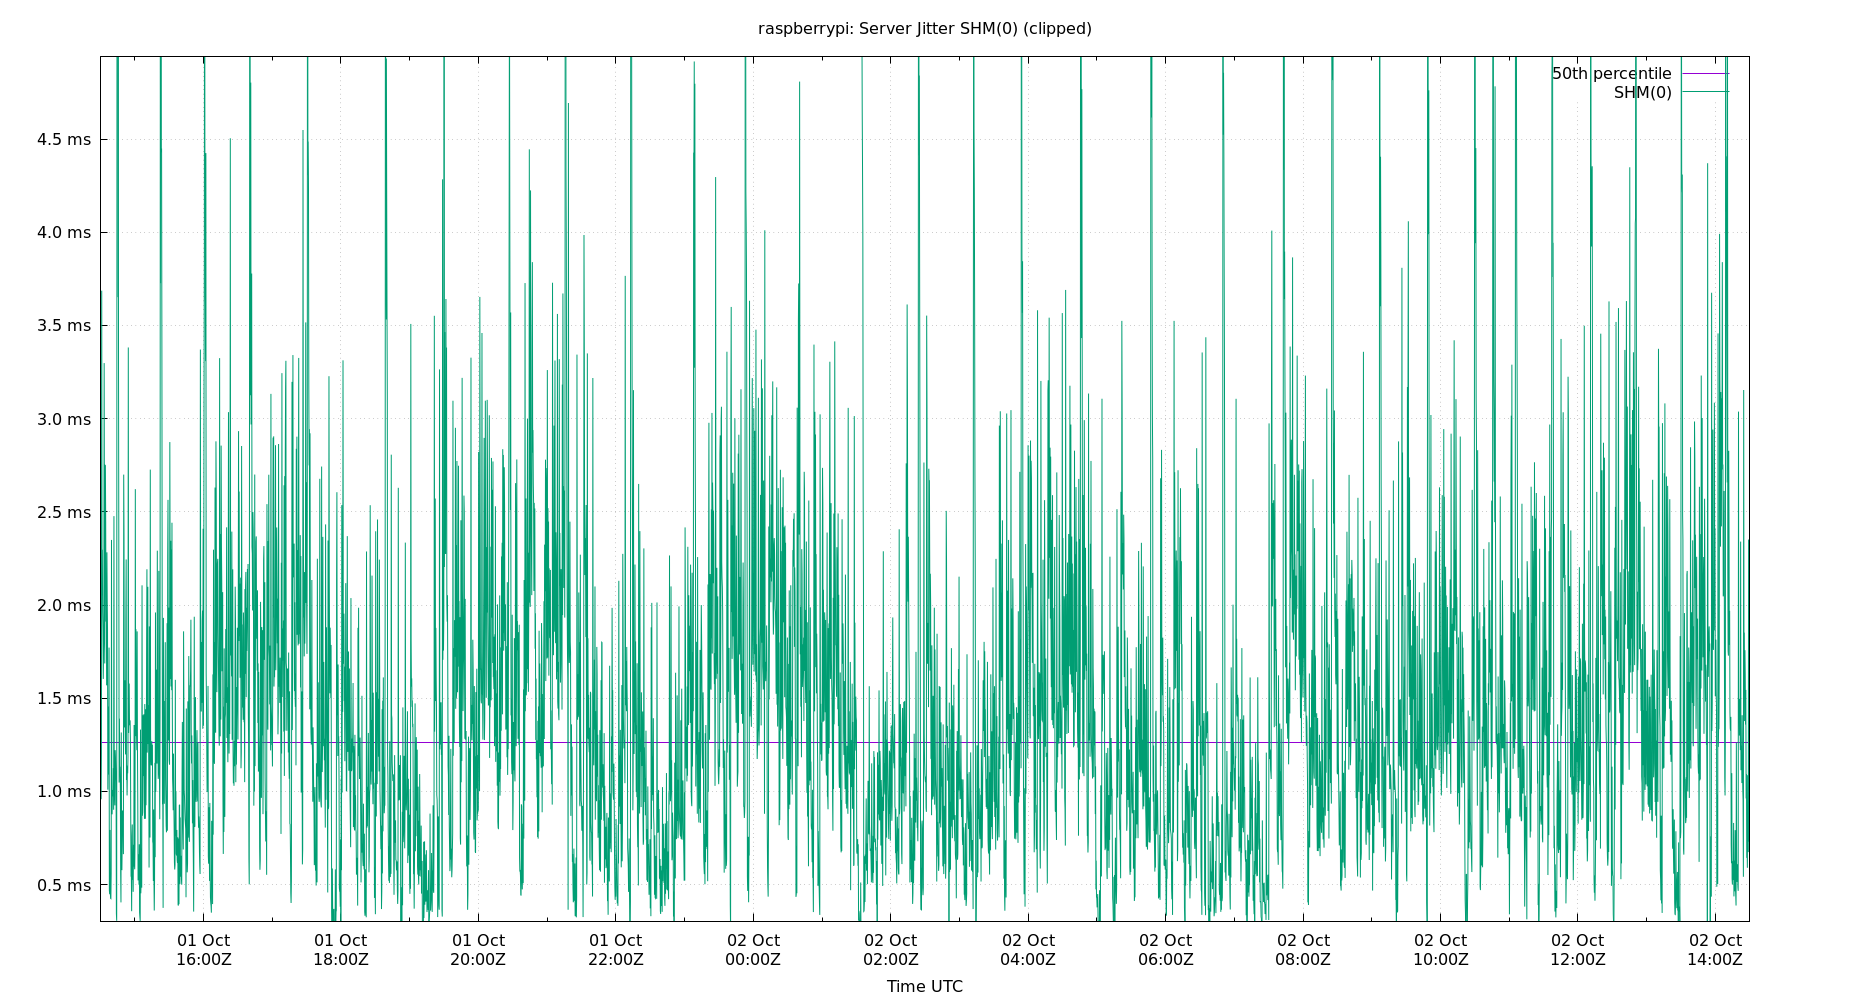 raspberrypi: Server Jitter SHM(0) (clipped)
50th percentile
SHM(0)
4.5 ms
4.0 ms
3.5 ms
3.0 ms
2.5 ms
2.0 ms
1.5 ms
1.0 ms
0.5 ms
01 Oct 01 Oct 01 Oct 01 Oct 02 Oct 02 Oct 02 Oct 02 Oct 02 Oct 02 Oct 02 Oct 02 Oct
16:00Z 18:00Z 20:00Z 22:00Z 00:00Z 02:00Z 04:00Z 06:00Z 08:00Z 10:00Z 12:00Z 14:00Z
Time UTC